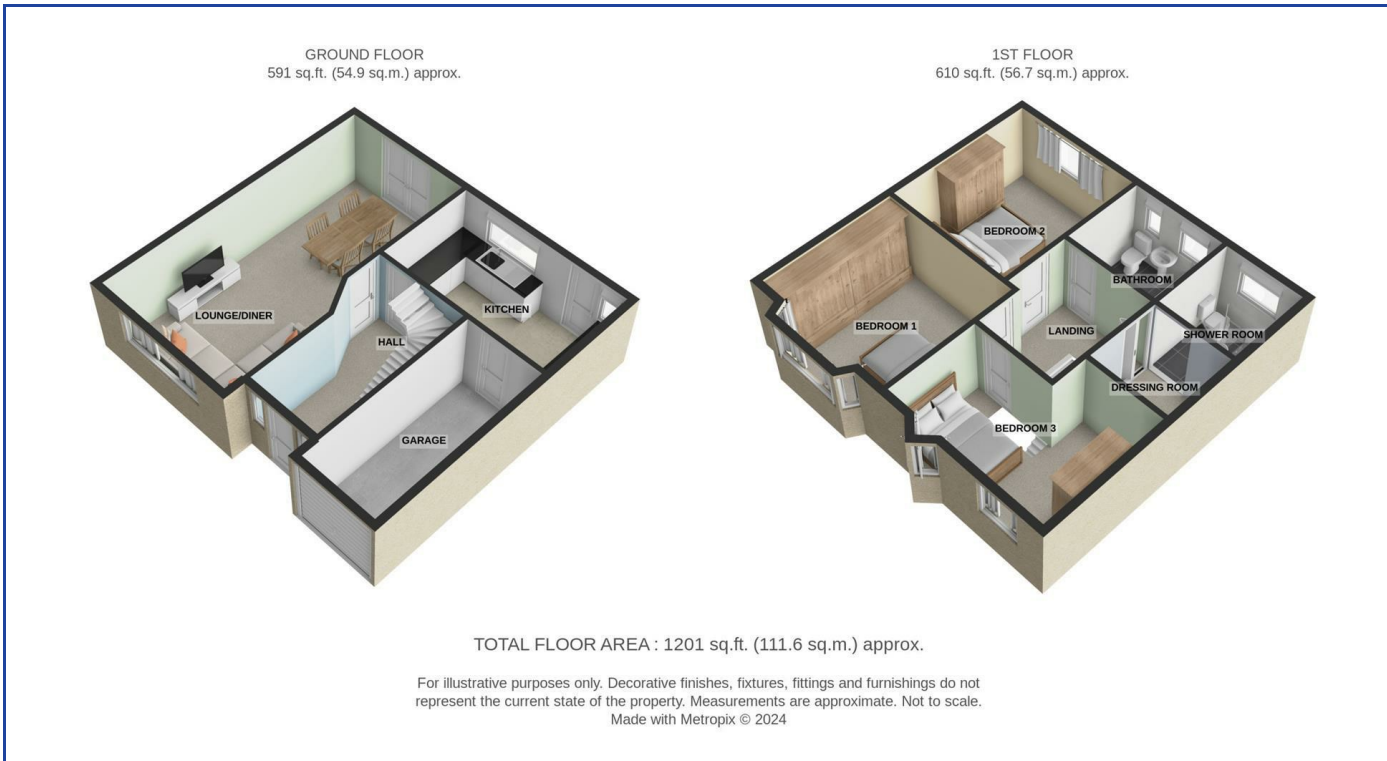 GROUND FLOOR
591 sq.ft. (54.9 sq.m.) approx.
LOUNGE/DINER
KITCHEN
HALL
GARAGE
1ST FLOOR
610 sq.ft. (56.7 sq.m.) approx.
BEDROOM 2
BATHROOM
BEDROOM 1
LANDING
SHOWER ROOM
DRESSING ROOM
BEDROOM 3
TOTAL FLOOR AREA : 1201 sq.ft. (111.6 sq.m.) approx.
For illustrative purposes only. Decorative finishes, fixtures, fittings and furnishings do not
represent the current state of the property. Measurements are approximate. Not to scale.
Made with Metropix © 2024